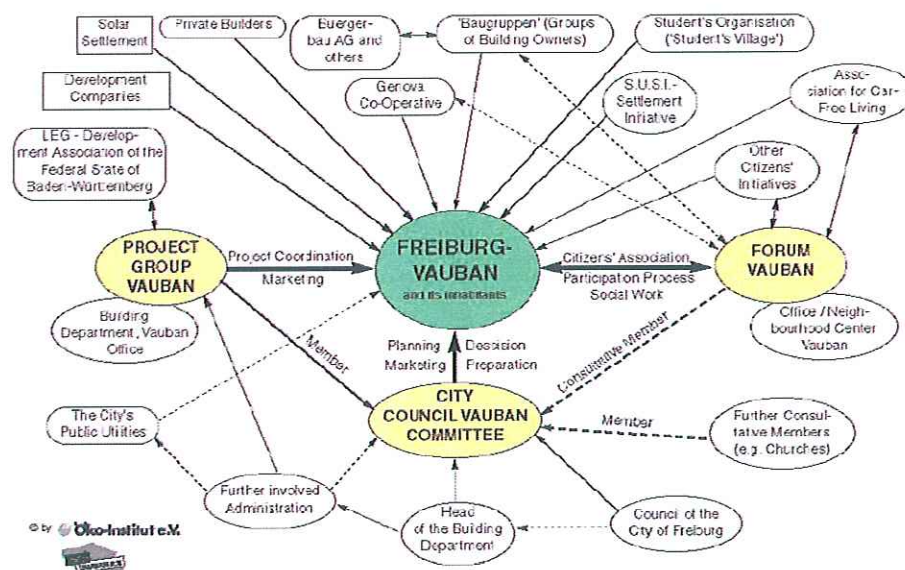 Solar
Settlement
Private Builders
Euerger-
bau AG and
others
'Baugruppen' (Groups
of Building Owners)
Student's Organisation
('Student's Village')
Development
Companies
Genova
Co-Operative
S.U.S.I.-
Settlement
Initiative
Asso-
ciation for Car-
Free Living
LEG - Develop-
ment Association of the
Federal State of
Baden-Württemberg
Other
Citizens'
Initiatives
PROJECT
GROUP
VAUBAN
Project Coordination
Marketing
FREIBURG-
VAUBAN
and its inhabitants
Citizens' Association
Participation Process
Social Work
FORUM
VAUBAN
Building
Department, Vauban
Office
Office / Neigh-
bourhood Center
Vauban
Member
Planning
Marketing
Descision
Preparation
Consultative Member
The City's
Public Utilities
CITY
COUNCIL VAUBAN
COMMITTEE
Member
Further Consul-
tative Members
(e.g. Churches)
Further involved
Administration
Head
of the Building
Department
Council of the
City of Freiburg
© by Öko-Institut e.V.